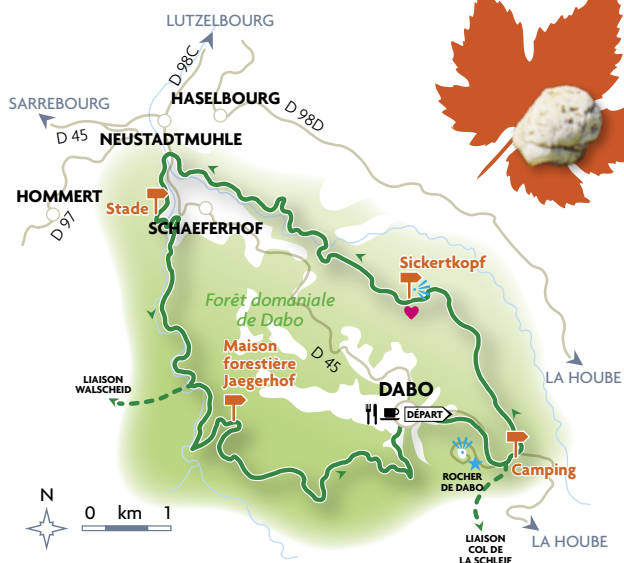 LUTZELBOURG
D 98C
HASELBOURG
SARREBOURG
D 45
D 98D
NEUSTADTMUHLE
HOMMERT
D 97
Stade
SCHAEFERHOF
Sickertkopf
Forêt domaniale
de Dabo
Maison
forestière
Jaegerhof
D 45
LIAISON
WALSCHEID
LA HOUBE
DABO
DÉPART
ROCHER
DE DABO
Camping
N
0 km 1
LIAISON
COL DE
LA SCHLEIF
LA HOUBE